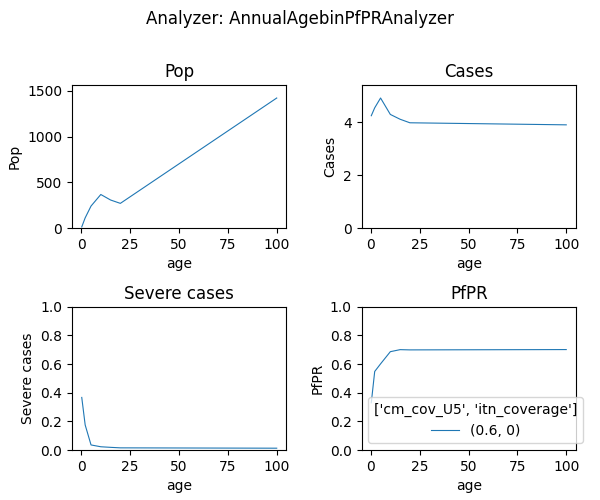 Analyzer: AnnualAgebinPfPRAnalyzer
Pop
1500
1000
500
0
Pop
0 25 50 75 100
age
Cases
4
2
0
Cases
0 25 50 75 100
age
Severe cases
1.0
0.8
0.6
0.4
0.2
0.0
Severe cases
0 25 50 75 100
age
PfPR
1.0
0.8
0.6
0.4
0.2
0.0
PfPR
['cm_cov_U5', 'itn_coverage']
(0.6, 0)
0 25 50 75 100
age